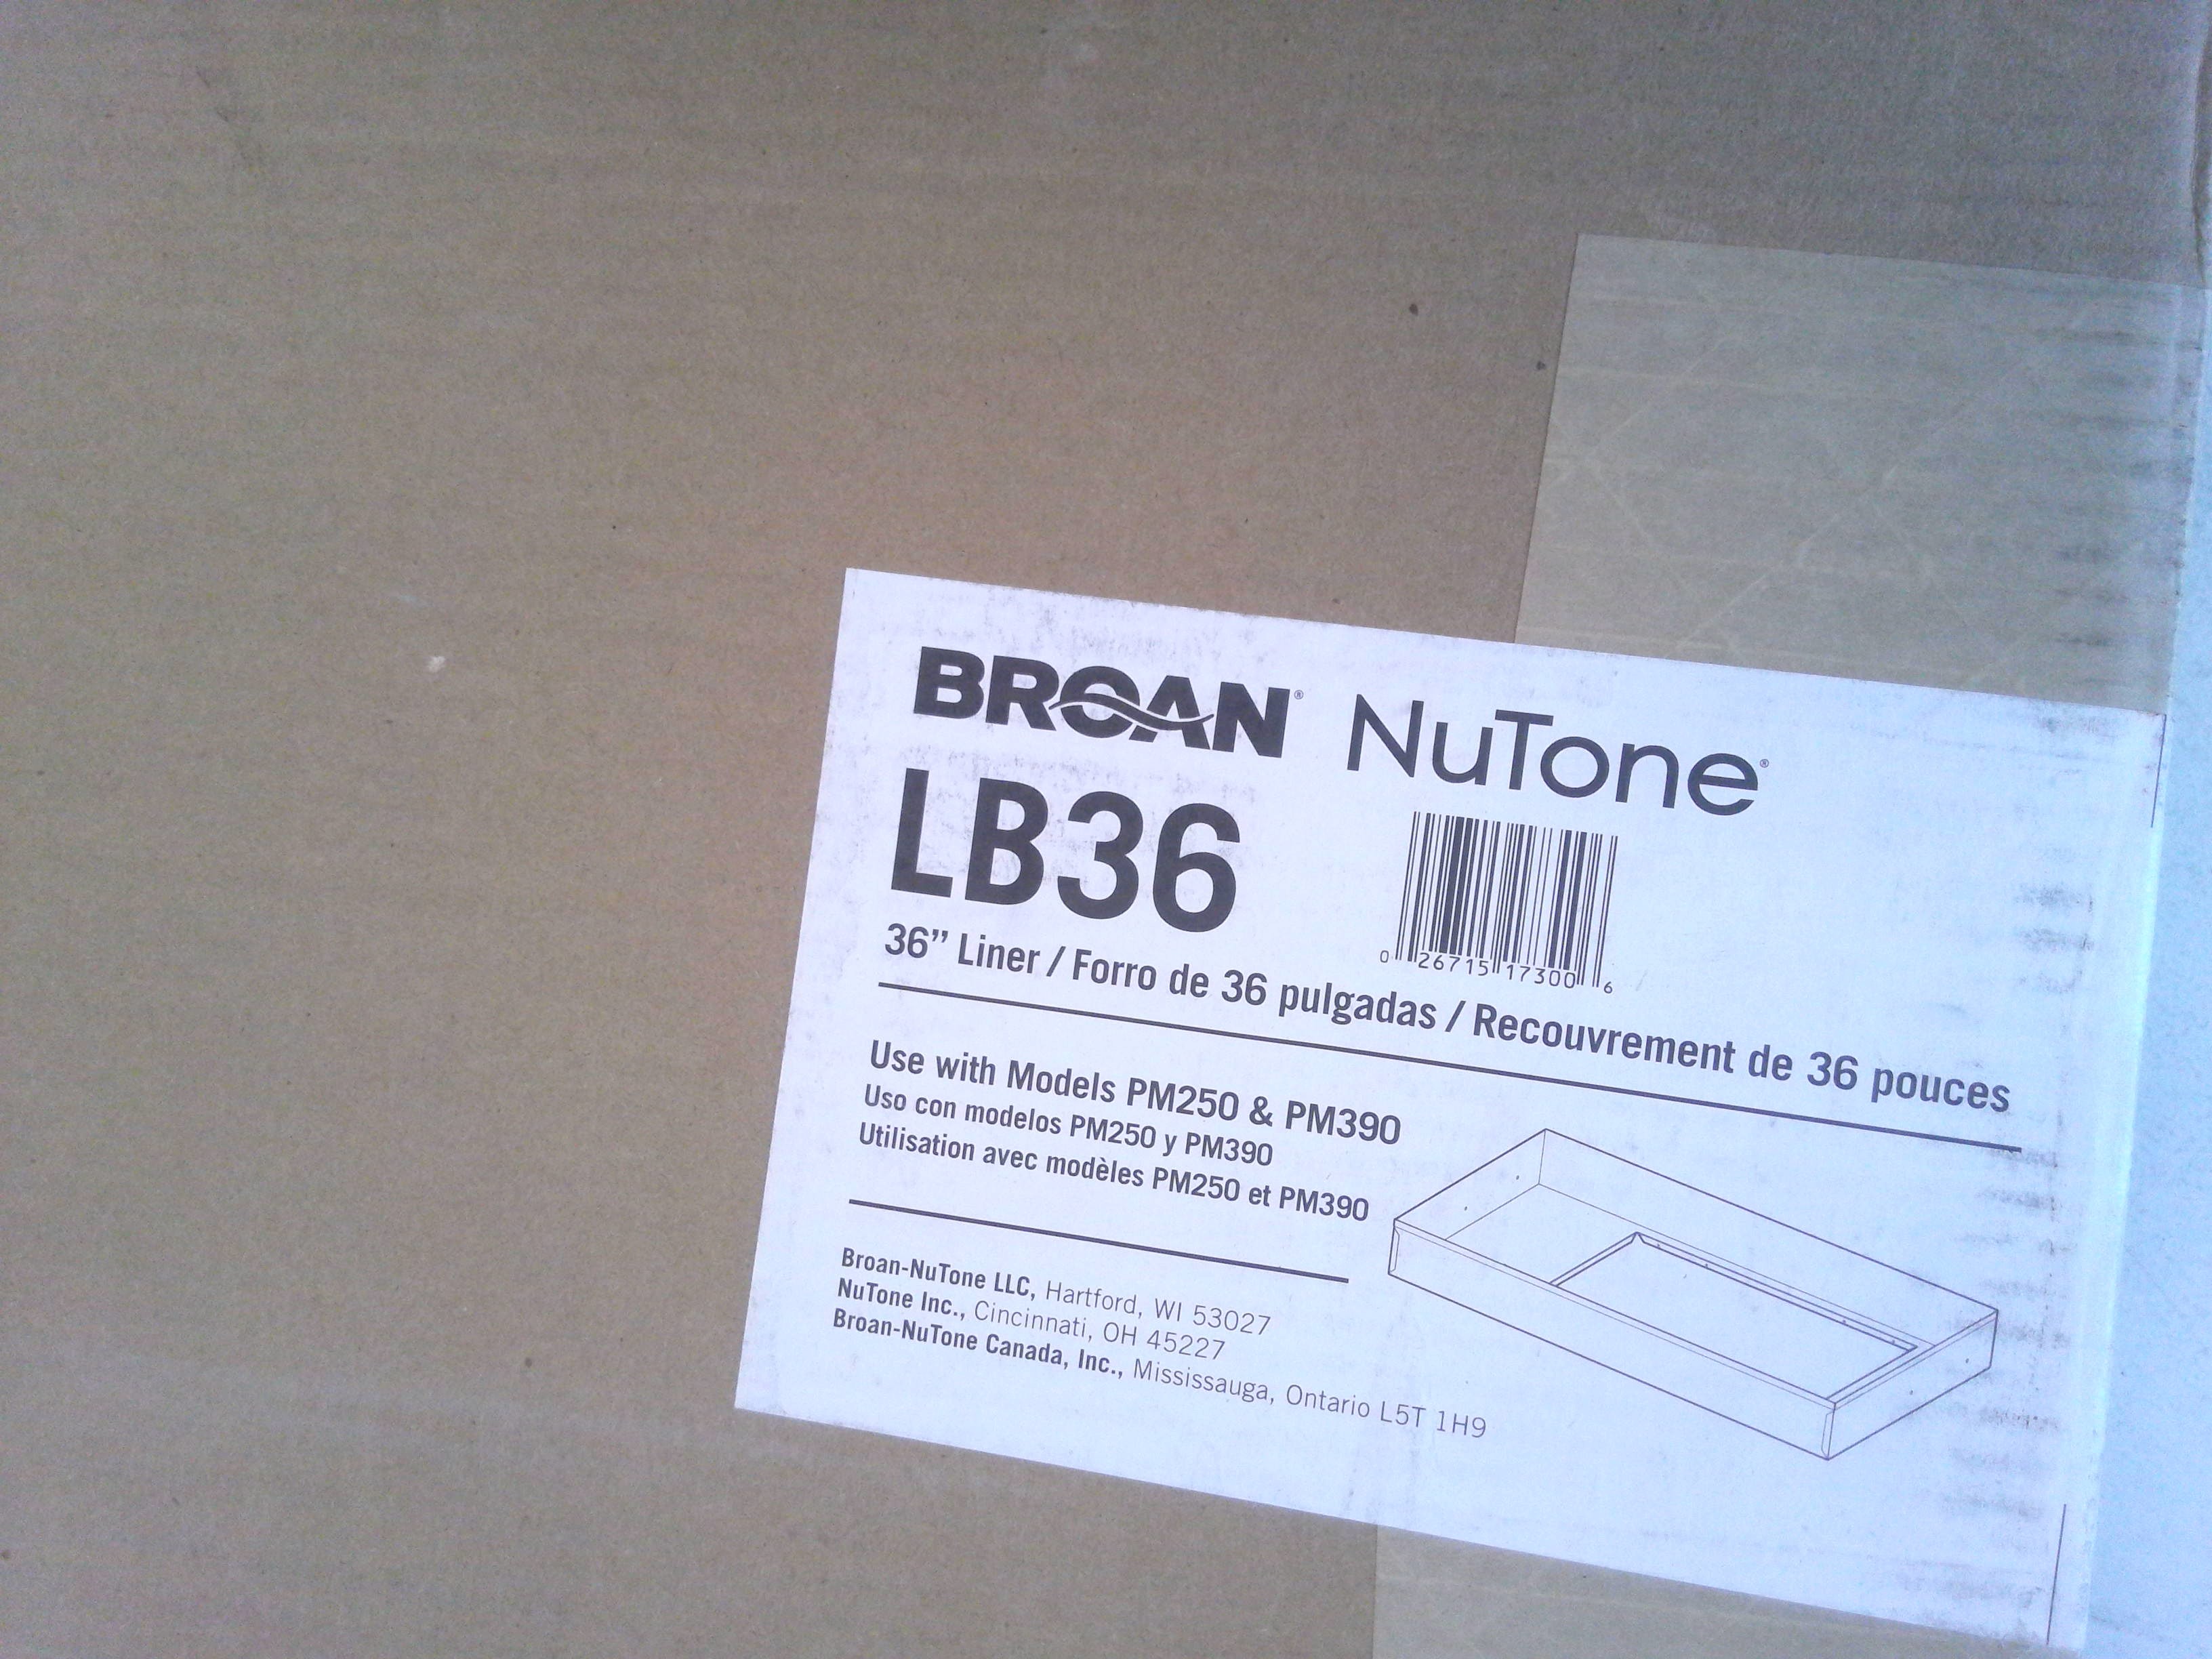 BROAN® NuTone®
LB36
0 26715 17300 6
36” Liner / Forro de 36 pulgadas / Recouvrement de 36 pouces
Use with Models PM250 & PM390
Uso con modelos PM250 y PM390
Utilisation avec modèles PM250 et PM390
Broan-NuTone LLC, Hartford, WI 53027
NuTone Inc., Cincinnati, OH 45227
Broan-NuTone Canada, Inc., Mississauga, Ontario L5T 1H9